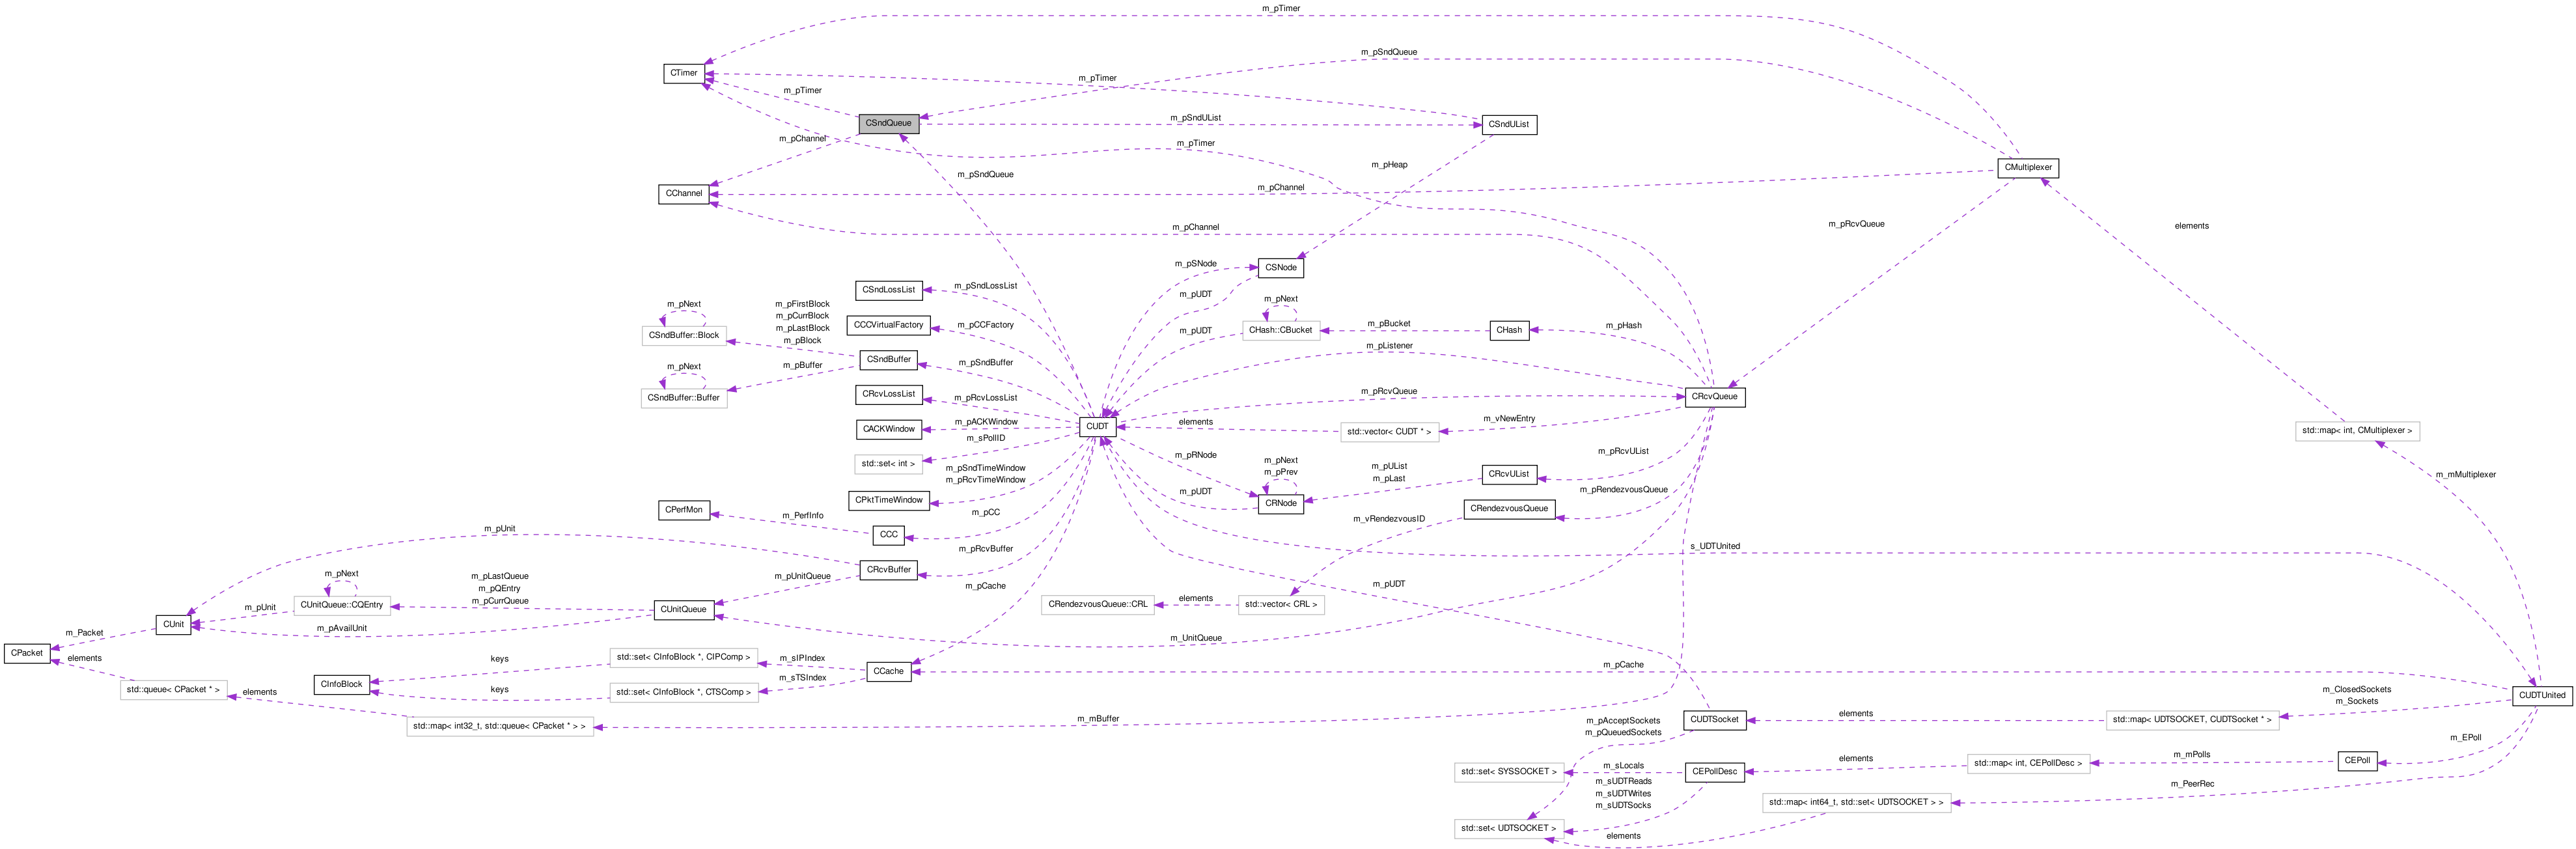 m_pTimer
m_pSndQueue
CTimer
m_pTimer
m_pTimer
CSndQueue
m_pSndUList
CSndUList
m_pChannel
m_pTimer
m_pHeap
CMultiplexer
m_pSndQueue
CChannel
m_pChannel
m_pRcvQueue
elements
m_pChannel
m_pSNode
CSNode
CSndLossList
m_pSndLossList
m_pUDT
m_pNext
m_pFirstBlock
m_pCurrBlock
m_pLastBlock
m_pBlock
CSndBuffer::Block
CCCVirtualFactory
m_pCCFactory
m_pNext
m_pUDT
CHash::CBucket
m_pBucket
CHash
m_pHash
m_pListener
CSndBuffer
m_pSndBuffer
m_pNext
m_pBuffer
CSndBuffer::Buffer
CRcvLossList
m_pRcvLossList
m_pRcvQueue
CRcvQueue
CACKWindow
m_pACKWindow
CUDT
elements
std::vector< CUDT * >
m_vNewEntry
std::map< int, CMultiplexer >
m_sPollID
std::set< int >
m_pRNode
m_pNext
m_pPrev
m_pUList
m_pLast
CRcvUList
m_pRcvUList
m_mMultiplexer
m_pSndTimeWindow
m_pRcvTimeWindow
CPktTimeWindow
m_pUDT
CRNode
CRendezvousQueue
m_pRendezvousQueue
CPerfMon
m_PerfInfo
m_pCC
CCC
m_vRendezvousID
m_pUnit
m_pRcvBuffer
s_UDTUnited
CRcvBuffer
m_pUnitQueue
m_pCache
m_pUDT
m_pNext
m_pLastQueue
m_pQEntry
m_pCurrQueue
CUnitQueue::CQEntry
m_pUnit
CUnitQueue
CRendezvousQueue::CRL
elements
std::vector< CRL >
CUnit
m_pAvailUnit
m_Packet
m_UnitQueue
CPacket
elements
keys
std::set< CInfoBlock *, CIPComp >
m_sIPIndex
CCache
m_pCache
m_sTSIndex
CInfoBlock
keys
std::set< CInfoBlock *, CTSComp >
std::queue< CPacket * >
elements
std::map< int32_t, std::queue< CPacket * > >
m_mBuffer
m_pAcceptSockets
m_pQueuedSockets
CUDTSocket
elements
std::map< UDTSOCKET, CUDTSocket * >
m_ClosedSockets
m_Sockets
CUDTUnited
m_EPoll
std::set< SYSSOCKET >
m_sLocals
CEPollDesc
elements
std::map< int, CEPollDesc >
m_mPolls
CEPoll
m_sUDTReads
m_sUDTWrites
m_sUDTSocks
m_PeerRec
std::map< int64_t, std::set< UDTSOCKET > >
std::set< UDTSOCKET >
elements